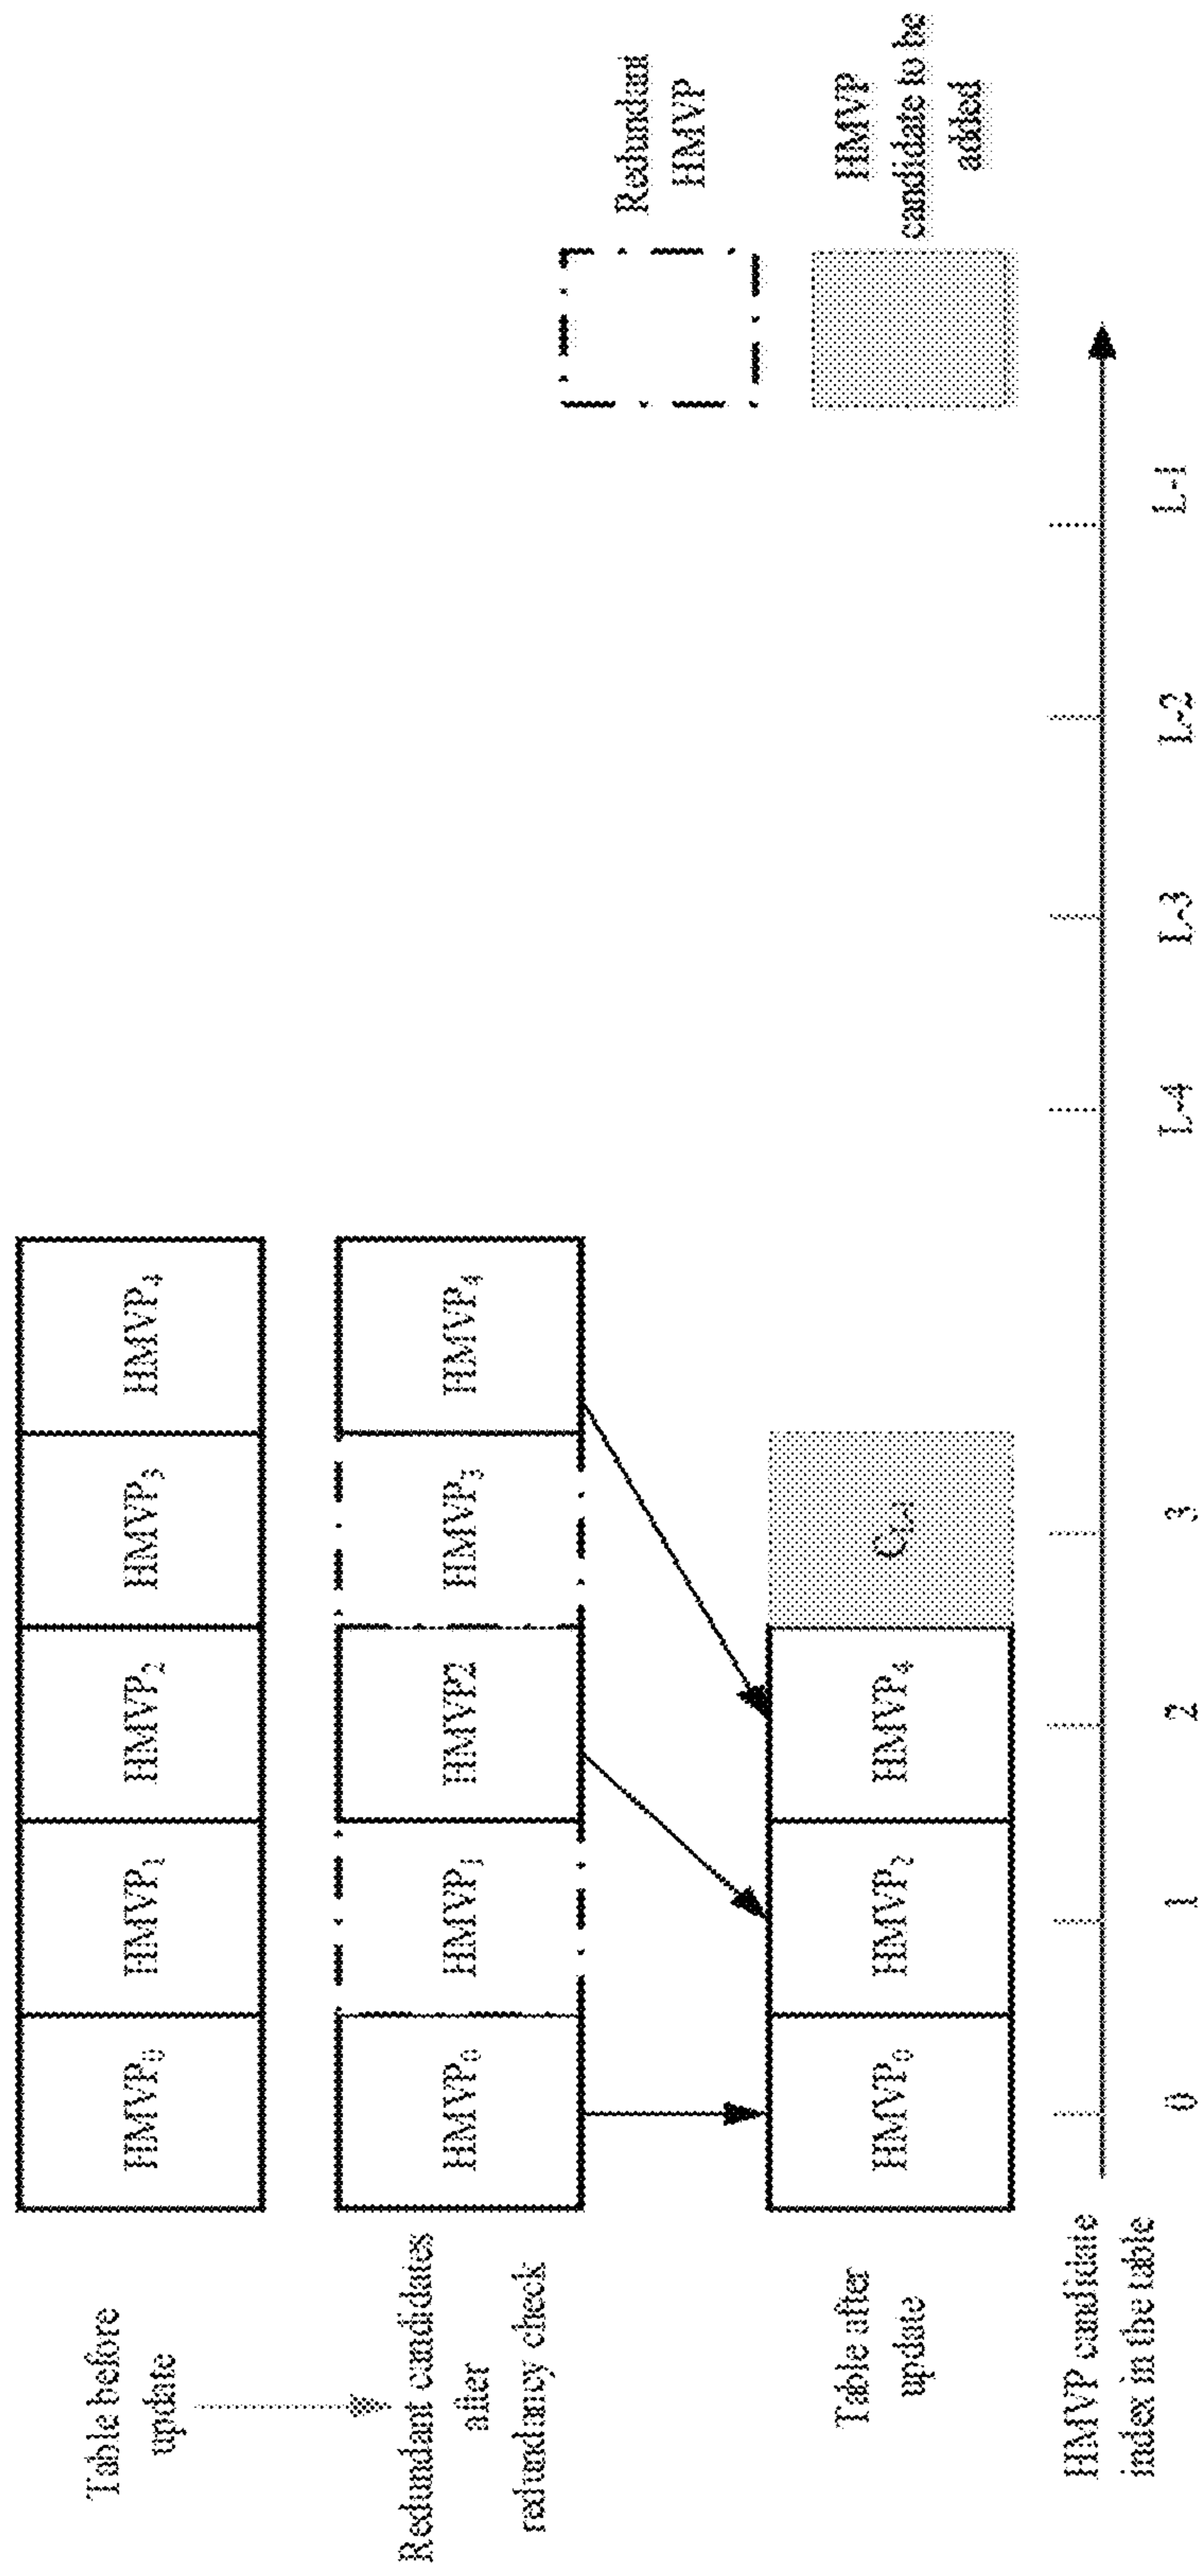 Table before
update
HMVP0
HMVP1
HMVP2
HMVP3
HMVP4
Redundant candidates
after
redundancy check
HMVP0
HMVP1
HMVP2
HMVP3
HMVP4
Redundant
HMVP
Table after
update
HMVP0
HMVP2
HMVP4
HMVP
candidate to be
added
HMVP candidate
index in the table
0
1
2
3
L-4
L-3
L-2
L-1